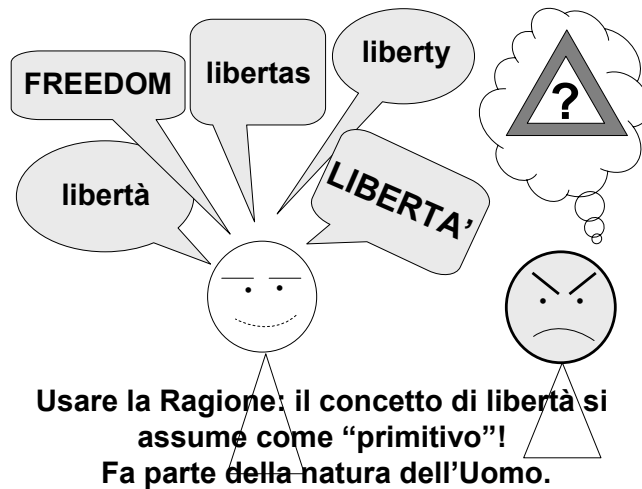 FREEDOM
libertas
liberty
libertà
LIBERTA’
?
Usare la Ragione: il concetto di libertà si
assume come “primitivo”!
Fa parte della natura dell’Uomo.